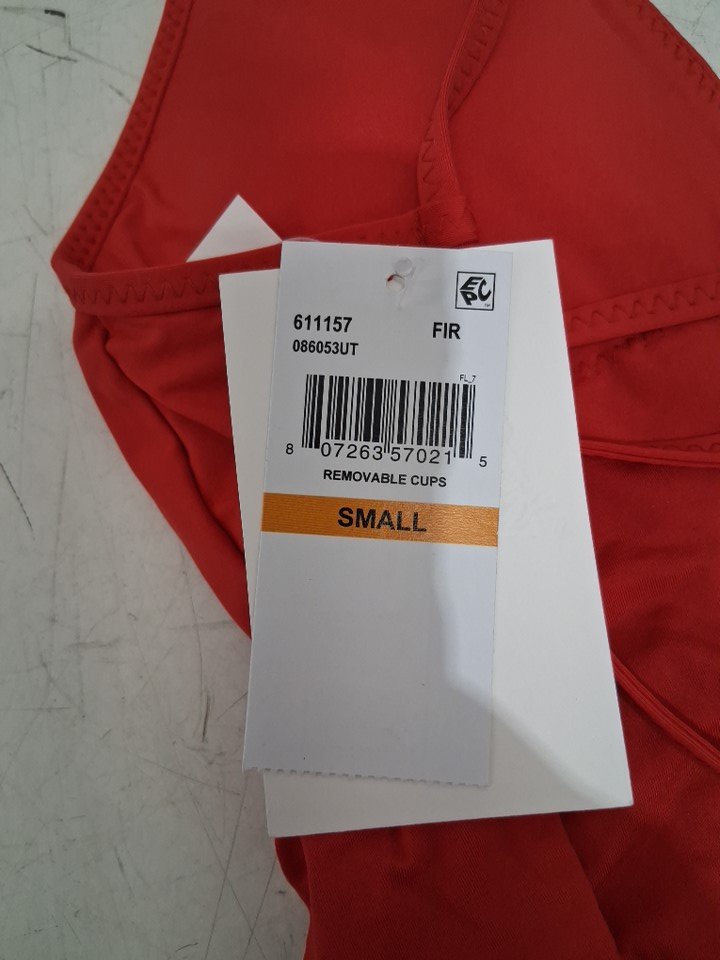 EPC
611157 FIR
086053UT
FL_7
8 07263 57021 5
REMOVABLE CUPS
SMALL